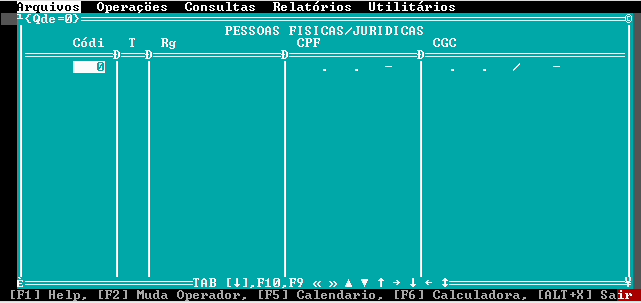 Arquivos Operações Consultas Relatórios Utilitários
{Qde=0}
PESSOAS FISICAS/JURIDICAS
Códi T Rg CPF CGC
0 . . - . . / -
TAB [↓],F10,F9 « » ▲ ▼ ↑ → ↓ ← ↕
[F1] Help, [F2] Muda Operador, [F5] Calendario, [F6] Calculadora, [ALT+X] Sair